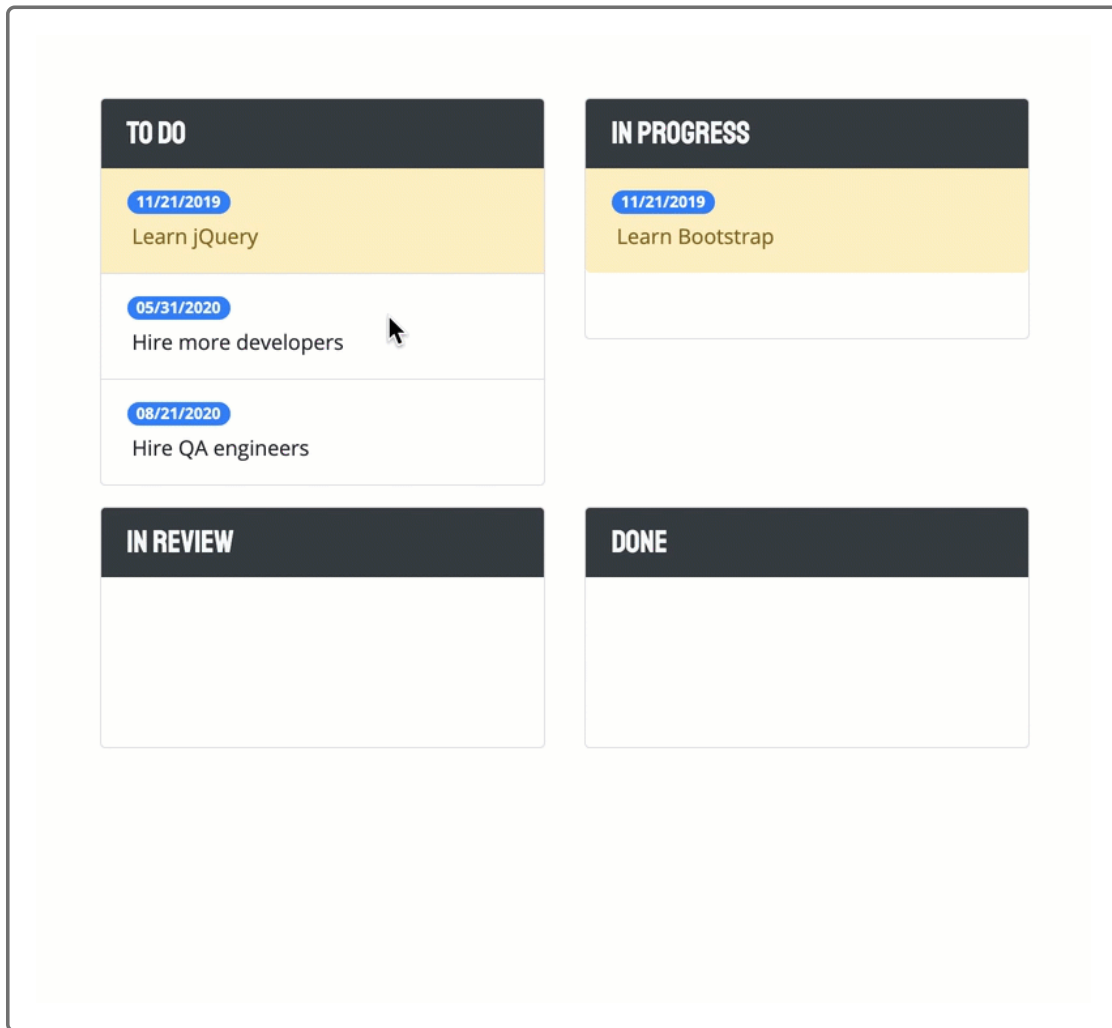 TO DO
11/21/2019
Learn jQuery
05/31/2020
Hire more developers
08/21/2020
Hire QA engineers
IN PROGRESS
11/21/2019
Learn Bootstrap
IN REVIEW
DONE